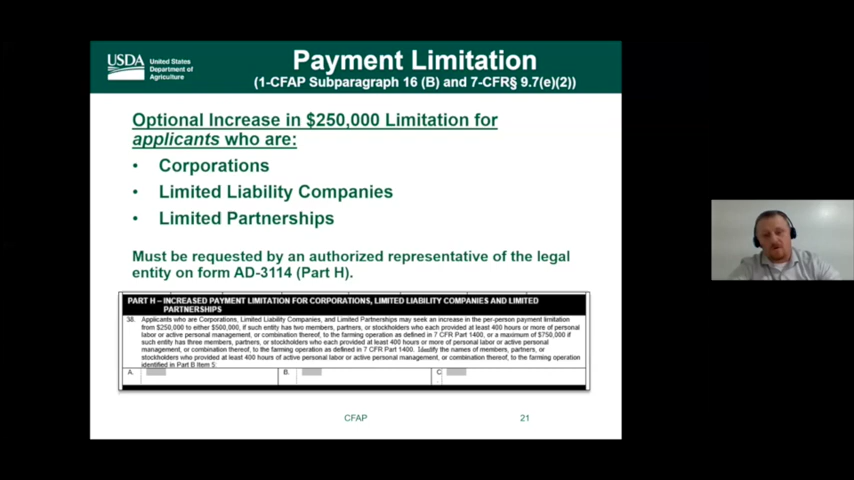 USDA
United States
Department of
Agriculture
Payment Limitation
(1-CFAP Subparagraph 16 (B) and 7-CFR§ 9.7(e)(2))
Optional Increase in $250,000 Limitation for
applicants who are:
• Corporations
• Limited Liability Companies
• Limited Partnerships
Must be requested by an authorized representative of the legal
entity on form AD-3114 (Part H).
PART H – INCREASED PAYMENT LIMITATION FOR CORPORATIONS, LIMITED LIABILITY COMPANIES AND LIMITED
PARTNERSHIPS
38. Applicants who are Corporations, Limited Liability Companies, and Limited Partnerships may seek an increase in the per-person payment limitation
from $250,000 to either $500,000, if such entity has two members, partners, or stockholders who each provided at least 400 hours or more of personal
labor or active personal management, or combination thereof, to the farming operation as defined in 7 CFR Part 1400, or a maximum of $750,000 if
such entity has three members, partners, or stockholders who each provided at least 400 hours or more of personal labor or active personal
management, or combination thereof, to the farming operation as defined in 7 CFR Part 1400. Identify the names of members, partners, or
stockholders who provided at least 400 hours of active personal labor or active personal management, or combination thereof, to the farming operation
identified in Part B Item 5:
A. B. C
CFAP 21